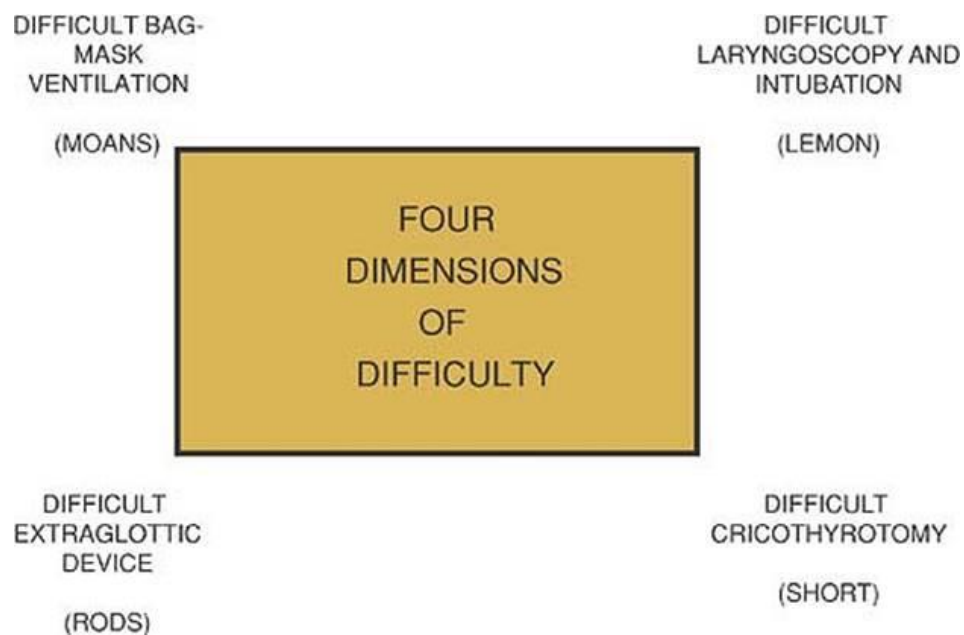 DIFFICULT BAG-
MASK
VENTILATION
(MOANS)
DIFFICULT
LARYNGOSCOPY AND
INTUBATION
(LEMON)
FOUR
DIMENSIONS
OF
DIFFICULTY
DIFFICULT
EXTRAGLOTTIC
DEVICE
(RODS)
DIFFICULT
CRICOTHYROTOMY
(SHORT)